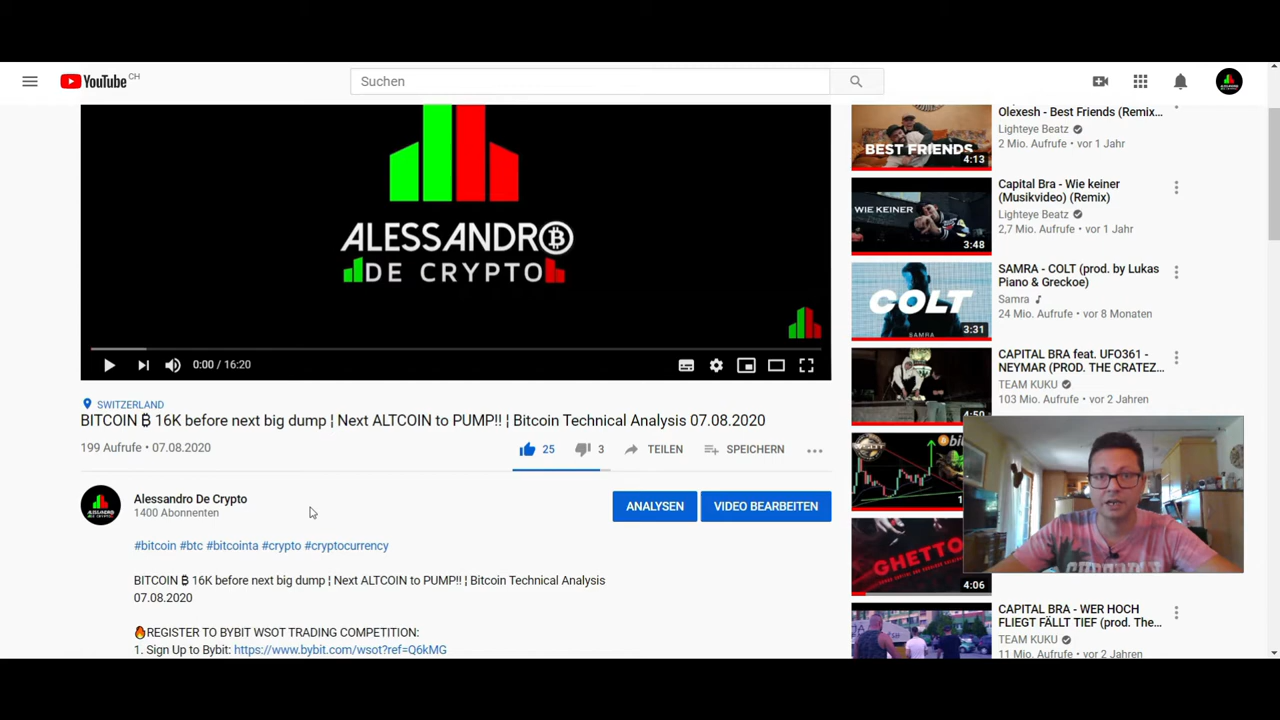 YouTube CH
Suchen
ALESSANDRO
DE CRYPTO
0:00 / 16:20
SWITZERLAND
BITCOIN ₿ 16K before next big dump ¦ Next ALTCOIN to PUMP!! ¦ Bitcoin Technical Analysis 07.08.2020
199 Aufrufe • 07.08.2020
25
3
TEILEN
SPEICHERN
Alessandro De Crypto
1400 Abonnenten
ANALYSEN
VIDEO BEARBEITEN
#bitcoin #btc #bitcointa #crypto #cryptocurrency
BITCOIN ₿ 16K before next big dump ¦ Next ALTCOIN to PUMP!! ¦ Bitcoin Technical Analysis
07.08.2020
🔥REGISTER TO BYBIT WSOT TRADING COMPETITION:
1. Sign Up to Bybit: https://www.bybit.com/wsot?ref=Q6kMG
BEST FRIENDS
4:13
Olexesh - Best Friends (Remix...
Lighteye Beatz
2 Mio. Aufrufe • vor 1 Jahr
WIE KEINER
3:48
Capital Bra - Wie keiner
(Musikvideo) (Remix)
Lighteye Beatz
2,7 Mio. Aufrufe • vor 1 Jahr
COLT
SAMRA
3:31
SAMRA - COLT (prod. by Lukas
Piano & Greckoe)
Samra
24 Mio. Aufrufe • vor 8 Monaten
4:50
CAPITAL BRA feat. UFO361 -
NEYMAR (PROD. THE CRATEZ...
TEAM KUKU
103 Mio. Aufrufe • vor 2 Jahren
GHETTO
4:06
CAPITAL BRA - WER HOCH
FLIEGT FÄLLT TIEF (prod. The...
TEAM KUKU
11 Mio. Aufrufe • vor 2 Jahren